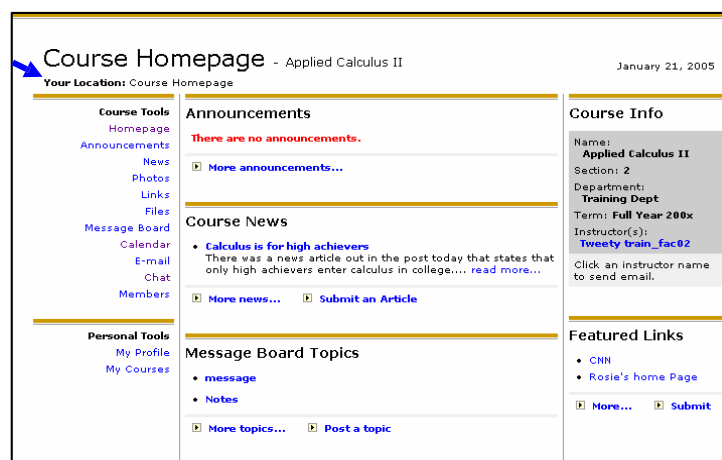 Course Homepage - Applied Calculus II
January 21, 2005
Your Location: Course Homepage
Course Tools
Homepage
Announcements
News
Photos
Links
Files
Message Board
Calendar
E-mail
Chat
Members
Personal Tools
My Profile
My Courses
Announcements
There are no announcements.
More announcements...
Course News
Calculus is for high achievers
There was a news article out in the post today that states that
only high achievers enter calculus in college.... read more...
More news... Submit an Article
Message Board Topics
message
Notes
More topics... Post a topic
Course Info
Name:
Applied Calculus II
Section: 2
Department:
Training Dept
Term: Full Year 200x
Instructor(s):
Tweety train_fac02
Click an instructor name
to send email.
Featured Links
CNN
Rosie's home Page
More... Submit